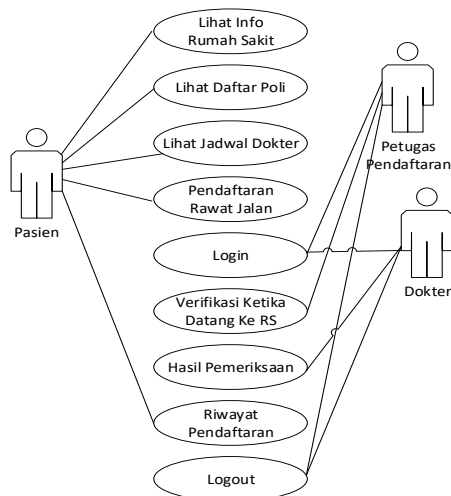 Lihat Info
Rumah Sakit
Lihat Daftar Poli
Lihat Jadwal Dokter
Pendaftaran
Rawat Jalan
Login
Verifikasi Ketika
Datang Ke RS
Hasil Pemeriksaan
Riwayat
Pendaftaran
Logout
Pasien
Petugas
Pendaftaran
Dokter